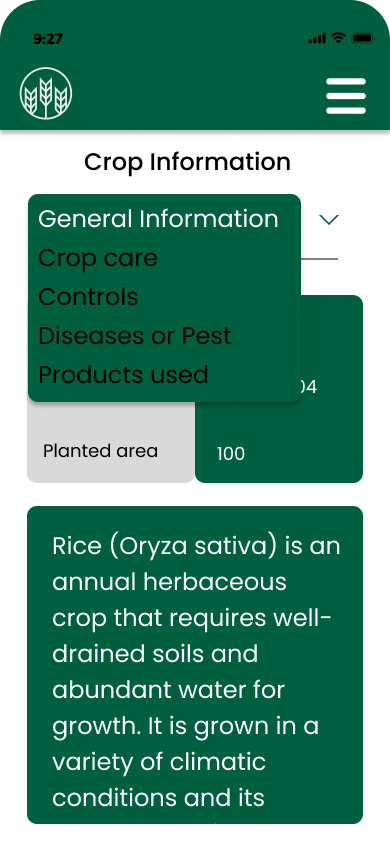 9:27
Crop Information
General Information
Crop care
Controls
Diseases or Pest
Products used
04
Planted area
100
Rice (Oryza sativa) is an
annual herbaceous
crop that requires well-
drained soils and
abundant water for
growth. It is grown in a
variety of climatic
conditions and its